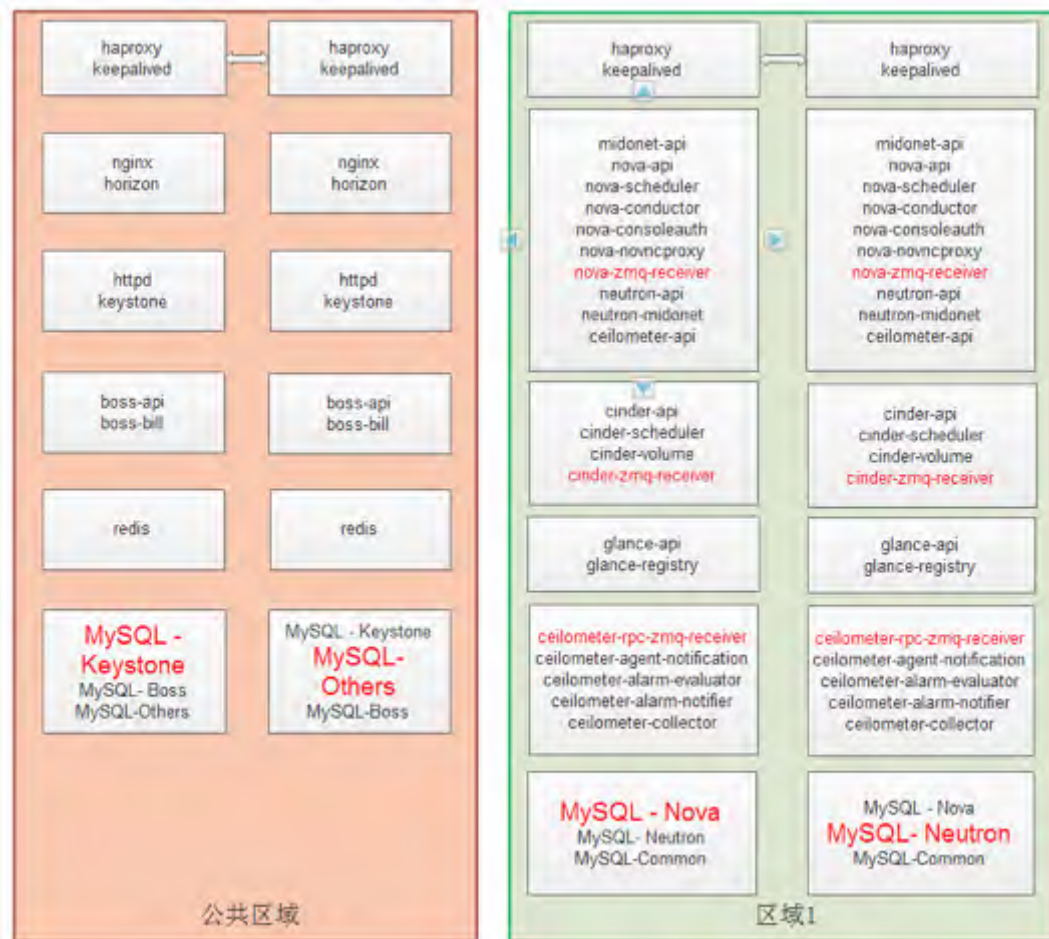 haproxy
keepalived
haproxy
keepalived
nginx
horizon
nginx
horizon
httpd
keystone
httpd
keystone
boss-api
boss-bill
boss-api
boss-bill
redis
redis
MySQL -
Keystone
MySQL- Boss
MySQL-Others
MySQL - Keystone
MySQL-
Others
MySQL-Boss
公共区域
haproxy
keepalived
haproxy
keepalived
midonet-api
nova-api
nova-scheduler
nova-conductor
nova-consoleauth
nova-novncproxy
nova-zmq-receiver
neutron-api
neutron-midonet
ceilometer-api
midonet-api
nova-api
nova-scheduler
nova-conductor
nova-consoleauth
nova-novncproxy
nova-zmq-receiver
neutron-api
neutron-midonet
ceilometer-api
cinder-api
cinder-scheduler
cinder-volume
cinder-zmq-receiver
cinder-api
cinder-scheduler
cinder-volume
cinder-zmq-receiver
glance-api
glance-registry
glance-api
glance-registry
ceilometer-rpc-zmq-receiver
ceilometer-agent-notification
ceilometer-alarm-evaluator
ceilometer-alarm-notifier
ceilometer-collector
ceilometer-rpc-zmq-receiver
ceilometer-agent-notification
ceilometer-alarm-evaluator
ceilometer-alarm-notifier
ceilometer-collector
MySQL - Nova
MySQL- Neutron
MySQL-Common
MySQL - Nova
MySQL- Neutron
MySQL-Common
区域1